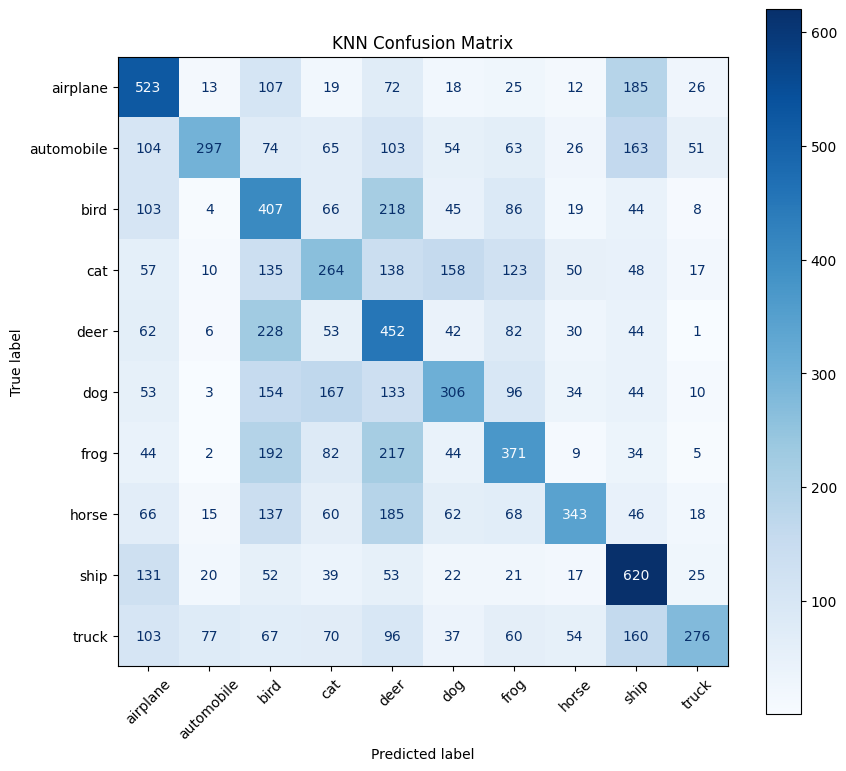 KNN Confusion Matrix
airplane 523 13 107 19 72 18 25 12 185 26
automobile 104 297 74 65 103 54 63 26 163 51
bird 103 4 407 66 218 45 86 19 44 8
cat 57 10 135 264 138 158 123 50 48 17
deer 62 6 228 53 452 42 82 30 44 1
dog 53 3 154 167 133 306 96 34 44 10
frog 44 2 192 82 217 44 371 9 34 5
horse 66 15 137 60 185 62 68 343 46 18
ship 131 20 52 39 53 22 21 17 620 25
truck 103 77 67 70 96 37 60 54 160 276
airplane automobile bird cat deer dog frog horse ship truck
Predicted label
True label
600
500
400
300
200
100